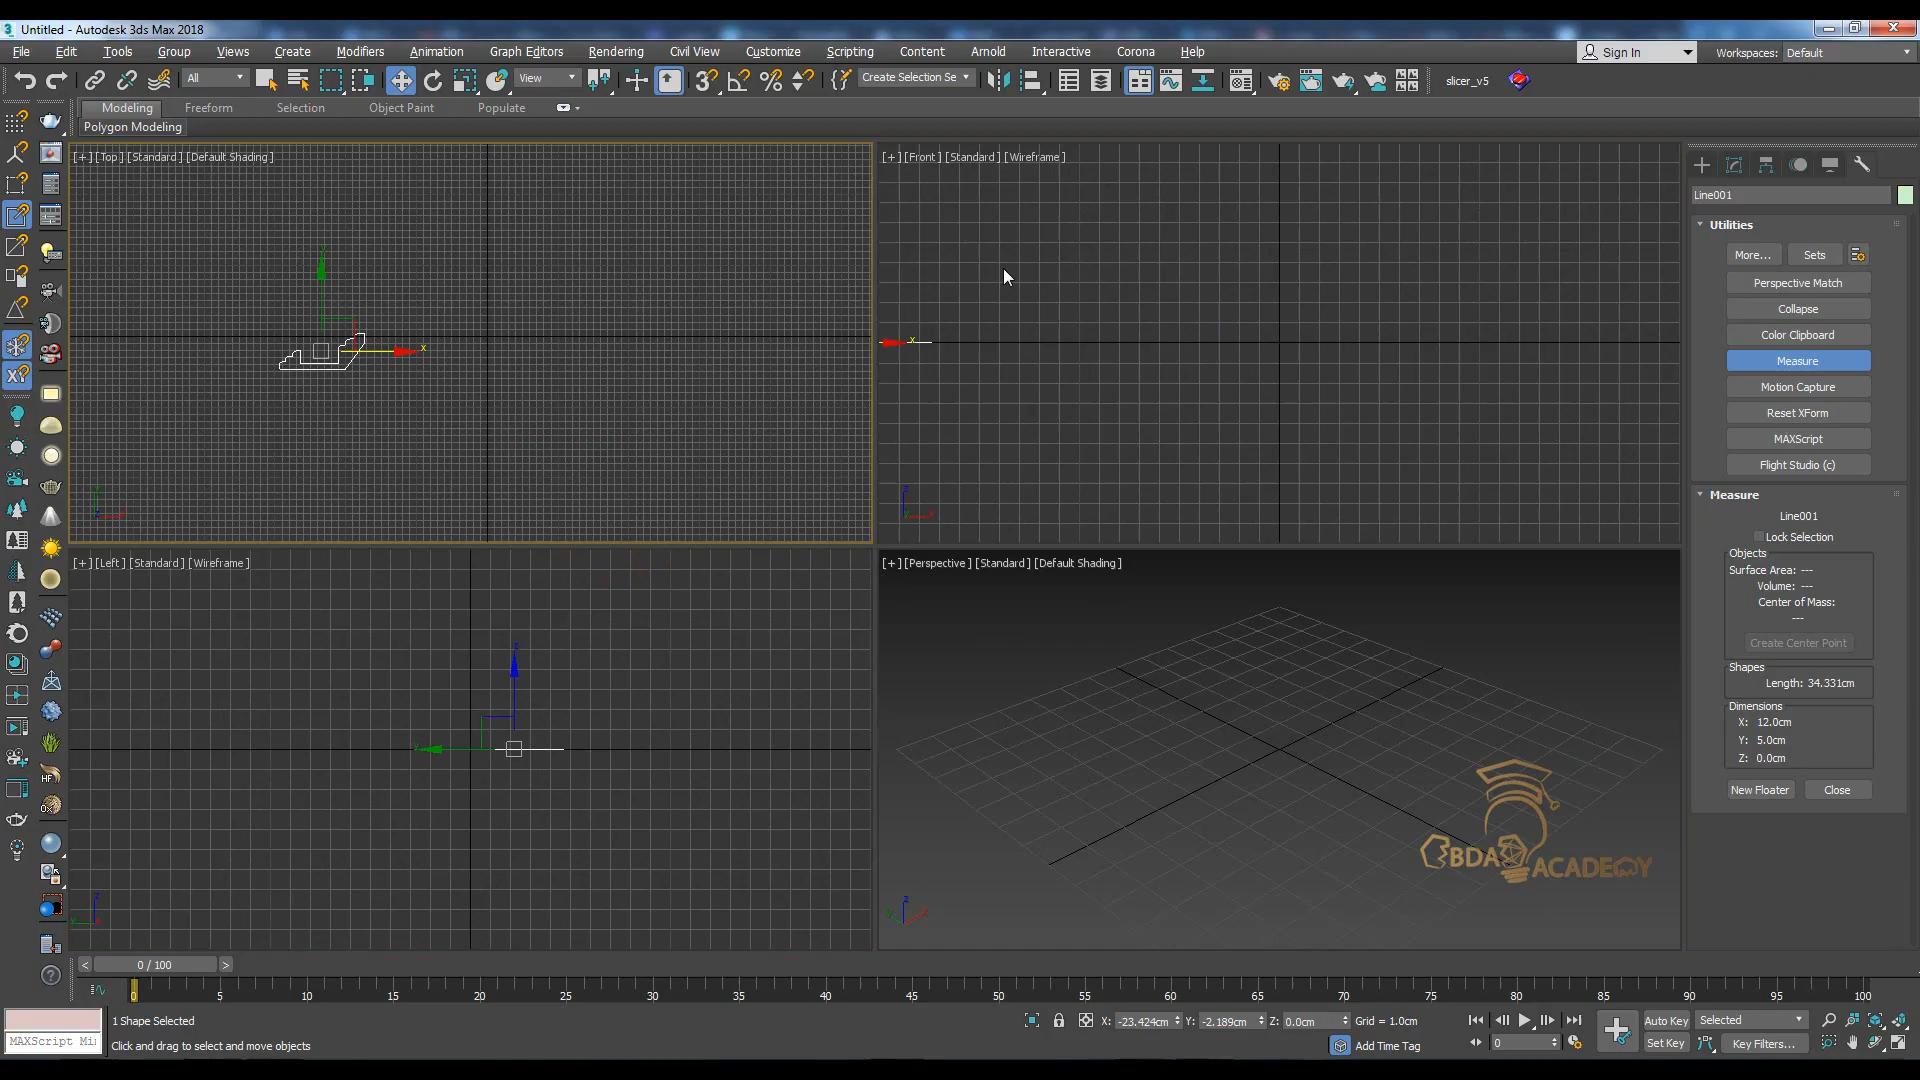 Untitled - Autodesk 3ds Max 2018
File Edit Tools Group Views Create Modifiers Animation Graph Editors Rendering Civil View Customize Scripting Content Arnold Interactive Corona Help
Sign In
Workspaces: Default
All
View
Create Selection Se
slicer_v5
Modeling Freeform Selection Object Paint Populate
Polygon Modeling
[+] [Top] [Standard] [Default Shading]
[+] [Front] [Standard] [Wireframe]
Line001
Utilities
More... Sets
Perspective Match
Collapse
Color Clipboard
Measure
Motion Capture
Reset XForm
MAXScript
Flight Studio (c)
Measure
Line001
Lock Selection
Objects
Surface Area: ---
Volume: ---
Center of Mass:
---
Create Center Point
Shapes
Length: 34.331cm
Dimensions
X: 12.0cm
Y: 5.0cm
Z: 0.0cm
New Floater Close
[+] [Left] [Standard] [Wireframe]
[+] [Perspective] [Standard] [Default Shading]
BDA ACADEMY
< 0 / 100 >
0 5 10 15 20 25 30 35 40 45 50 55 60 65 70 75 80 85 90 95 100
1 Shape Selected
X: -23.424cm Y: -2.189cm Z: 0.0cm Grid = 1.0cm
Auto Key Selected
MAXScript Mi
Click and drag to select and move objects
Add Time Tag
0
Set Key Key Filters...